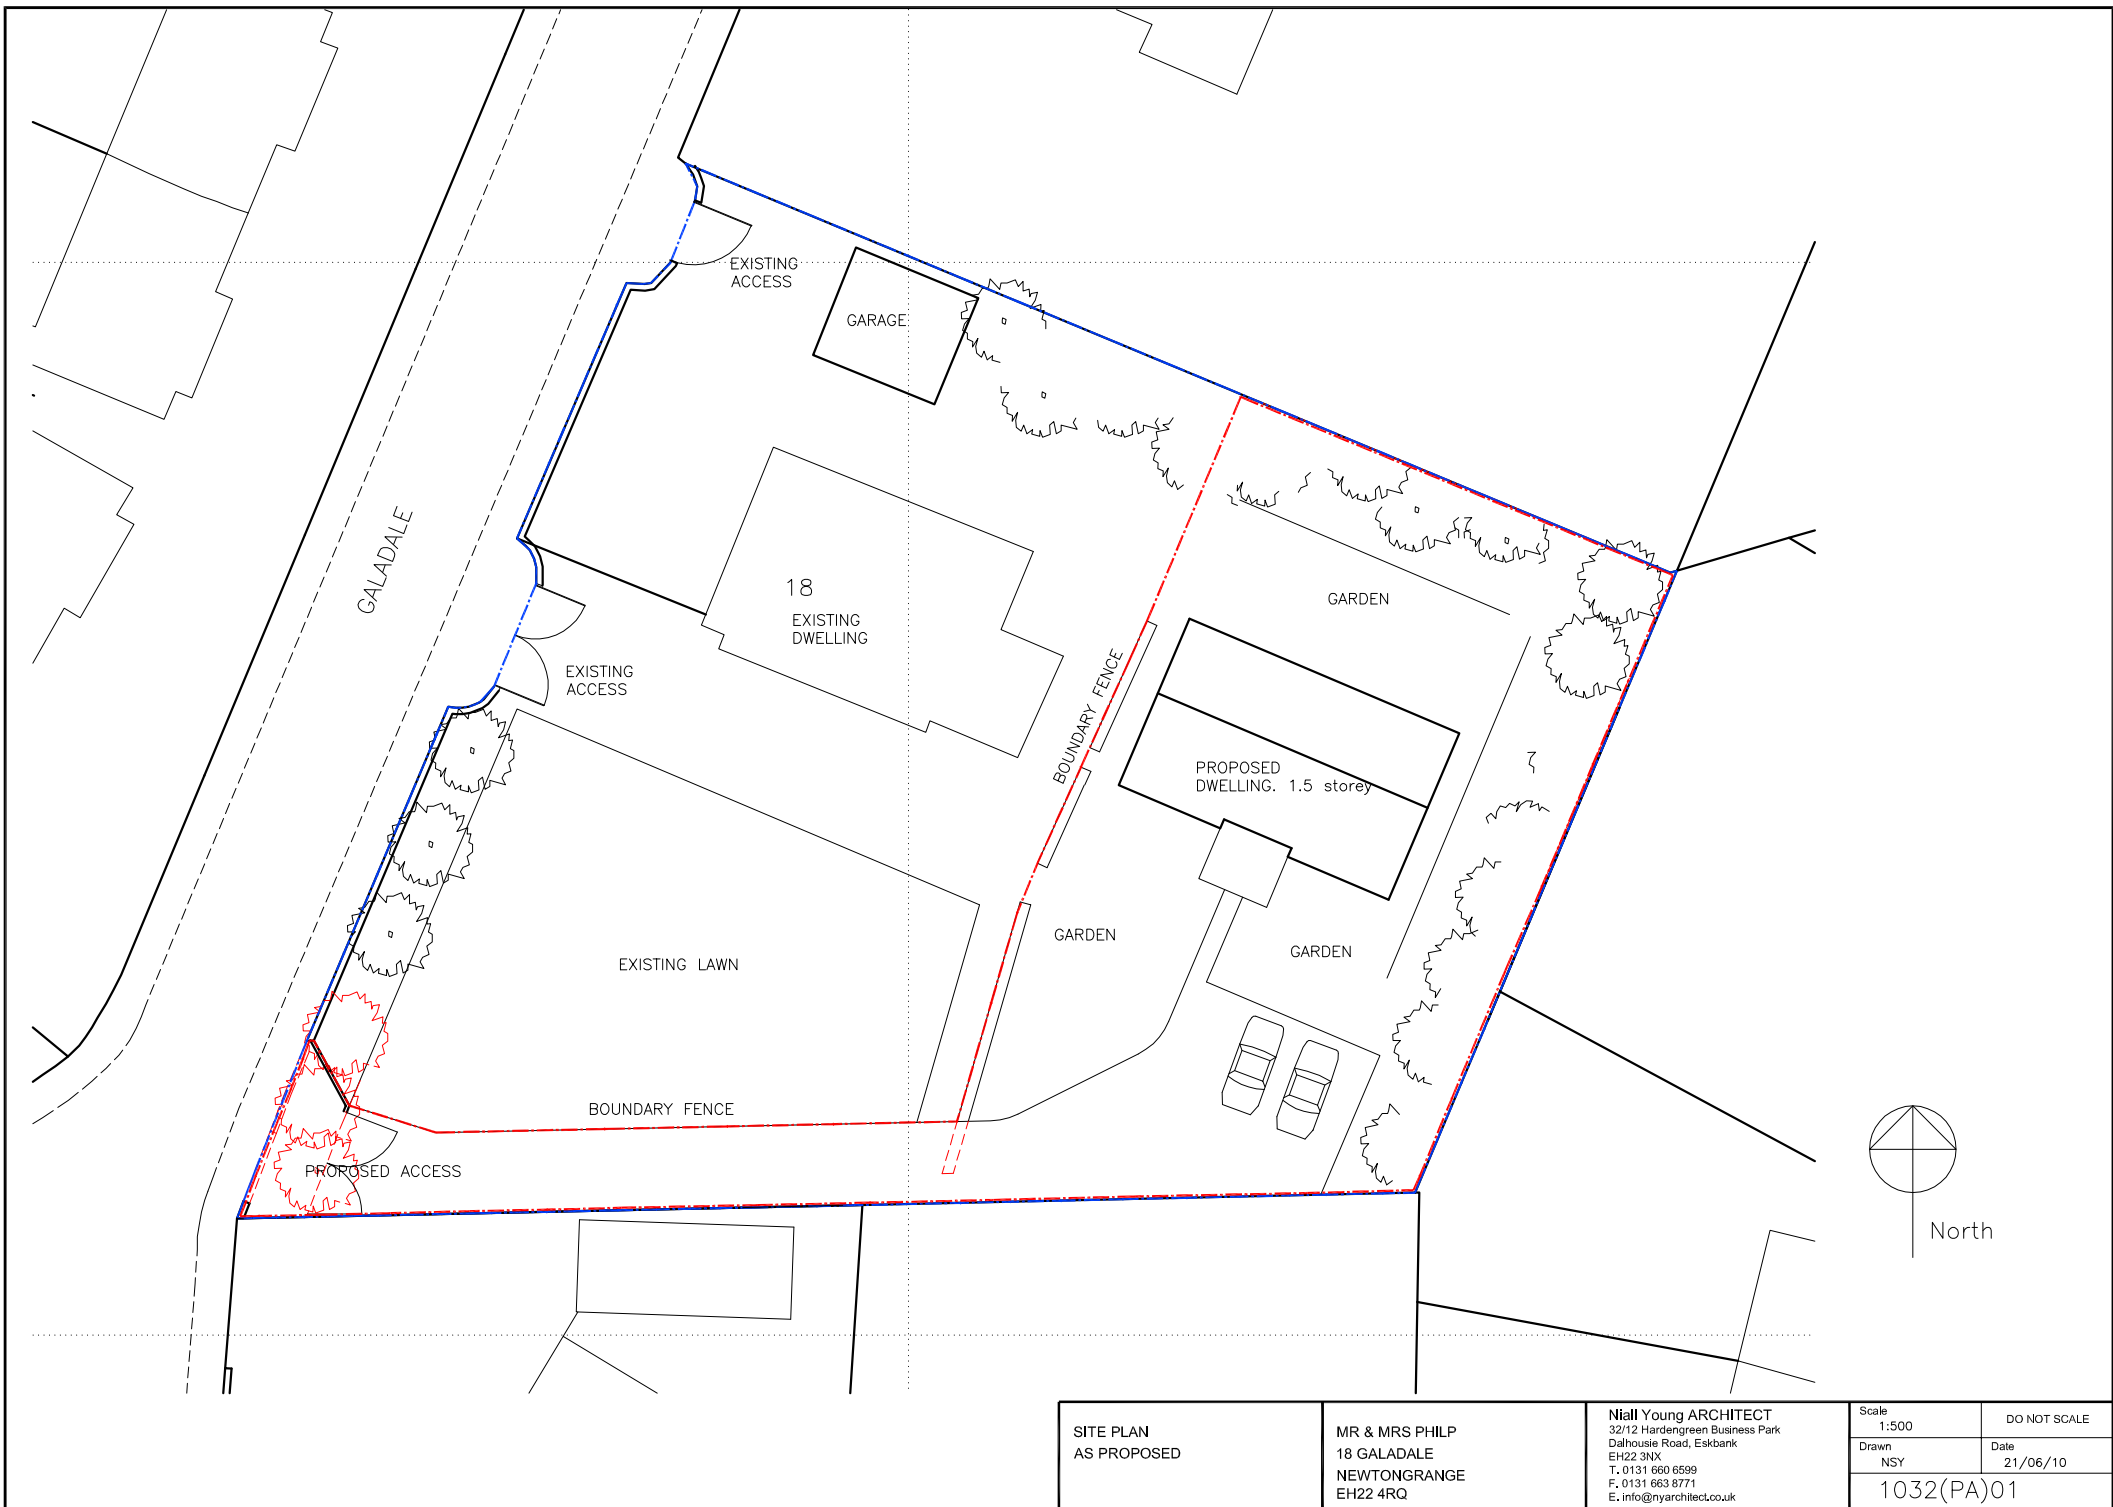 EXISTING
ACCESS
GARAGE
GALADALE
18
EXISTING
DWELLING
GARDEN
EXISTING
ACCESS
BOUNDARY FENCE
PROPOSED
DWELLING. 1.5 storey
GARDEN
GARDEN
EXISTING LAWN
BOUNDARY FENCE
PROPOSED ACCESS
North
SITE PLAN
AS PROPOSED
MR & MRS PHILP
18 GALADALE
NEWTONGRANGE
EH22 4RQ
Niall Young ARCHITECT
32/12 Hardengreen Business Park
Dalhousie Road, Eskbank
EH22 3NX
T. 0131 660 6599
F. 0131 663 8771
E. info@nyarchitect.co.uk
Scale
1:500
DO NOT SCALE
Drawn
NSY
Date
21/06/10
1032(PA)01